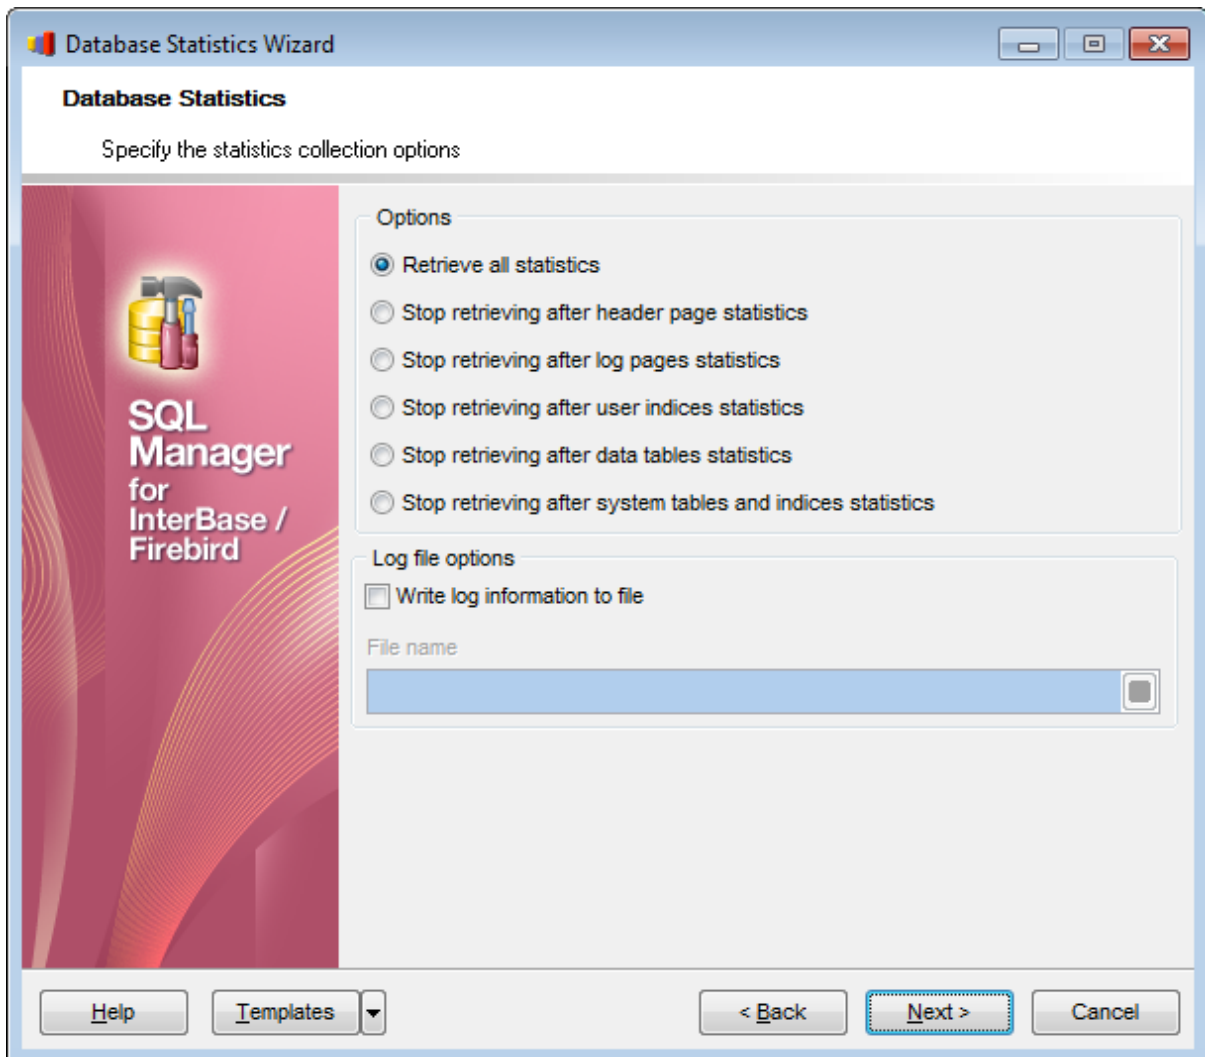 Database Statistics Wizard
Database Statistics
Specify the statistics collection options
SQL
Manager
for
InterBase /
Firebird
Options
Retrieve all statistics
Stop retrieving after header page statistics
Stop retrieving after log pages statistics
Stop retrieving after user indices statistics
Stop retrieving after data tables statistics
Stop retrieving after system tables and indices statistics
Log file options
Write log information to file
File name
Help Templates < Back Next > Cancel